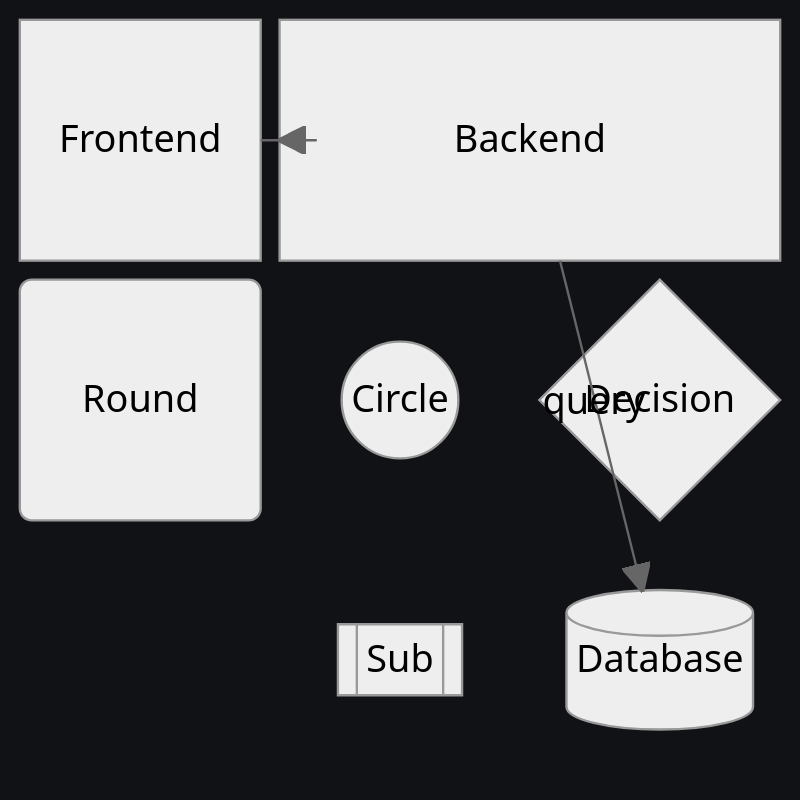 Frontend
Backend
Round
Circle
query
Decision
Sub
Database